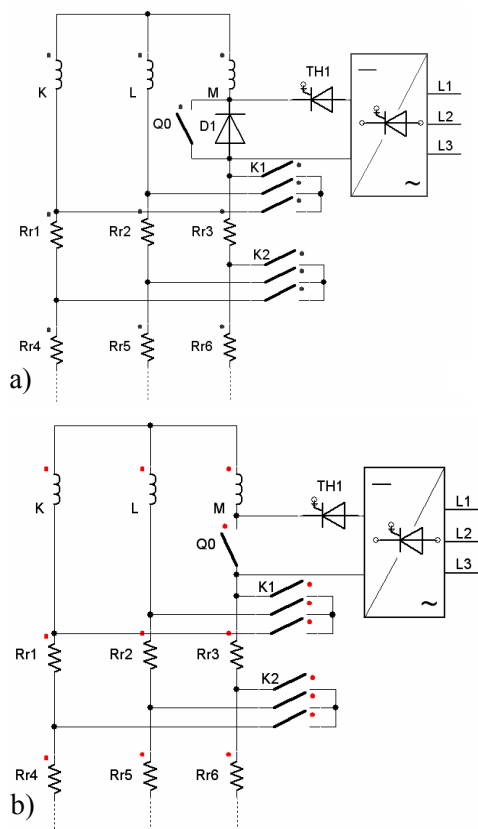 K L M TH1
Q0 D1
L1
L2
L3
~
K1
Rr1 Rr2 Rr3
K2
Rr4 Rr5 Rr6
a)
K L M TH1
Q0
L1
L2
L3
~
K1
Rr1 Rr2 Rr3
K2
Rr4 Rr5 Rr6
b)